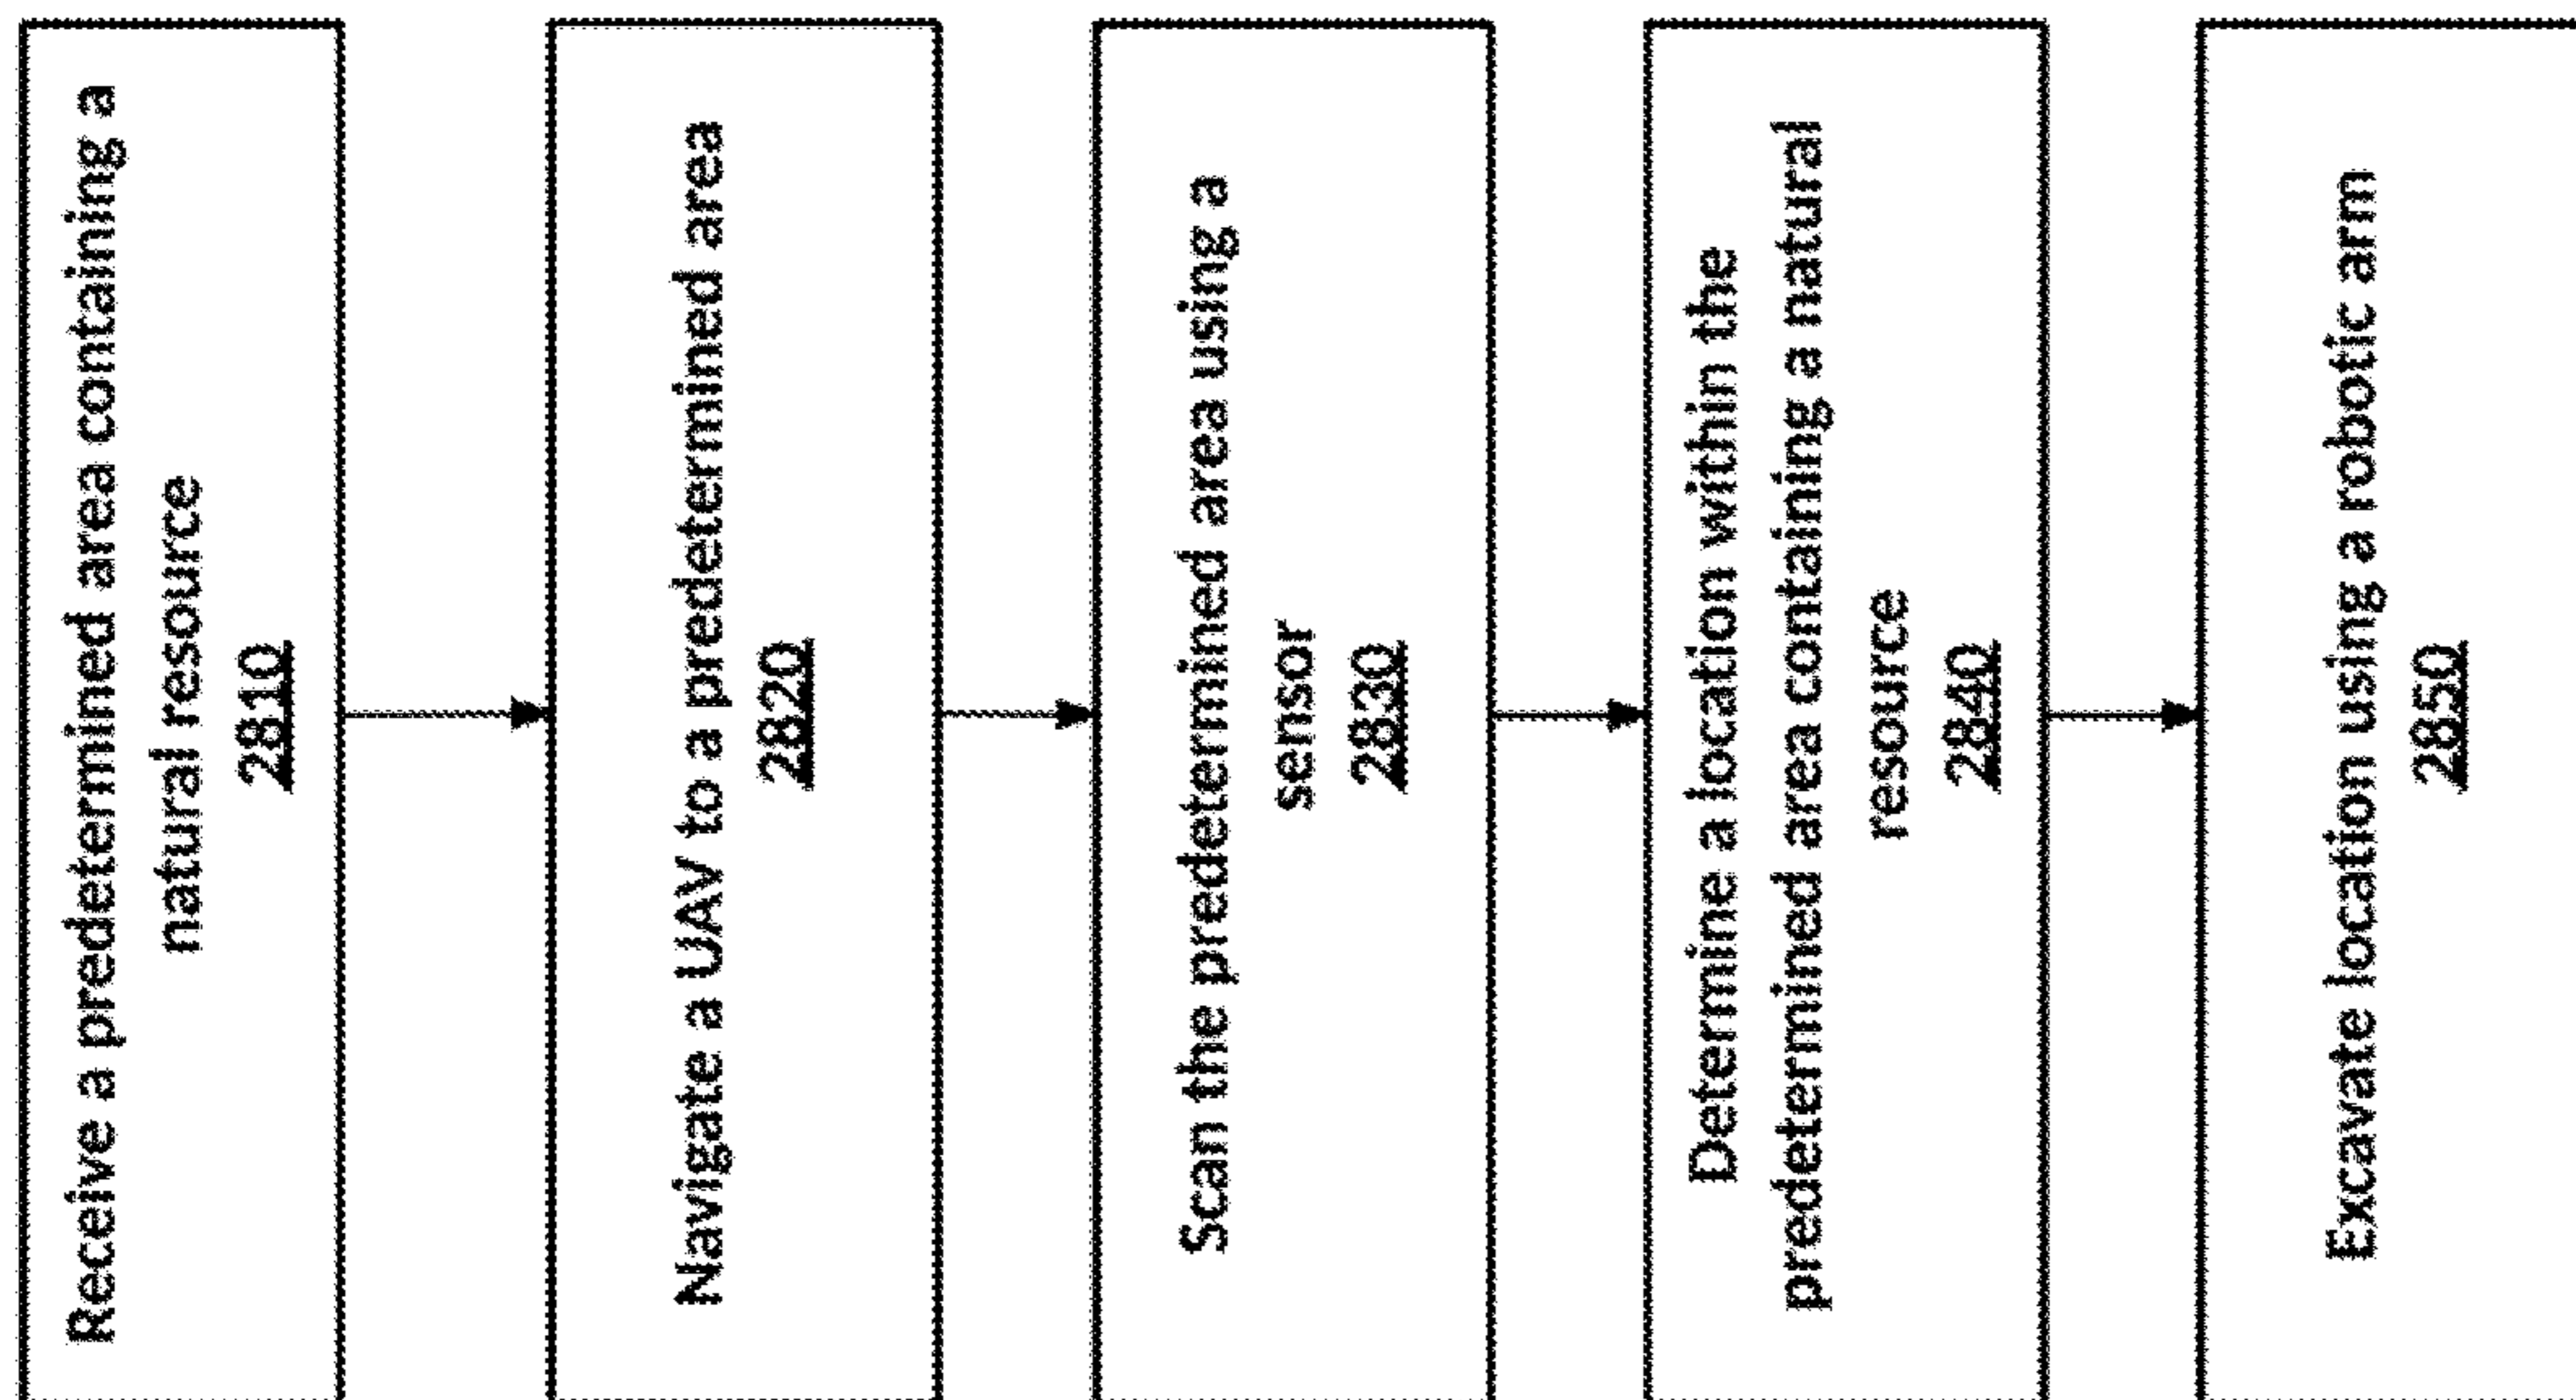 Receive a predetermined area containing a
natural resource
2810
Navigate a UAV to a predetermined area
2820
Scan the predetermined area using a
sensor
2830
Determine a location within the
predetermined area containing a natural
resource
2840
Excavate location using a robotic arm
2850